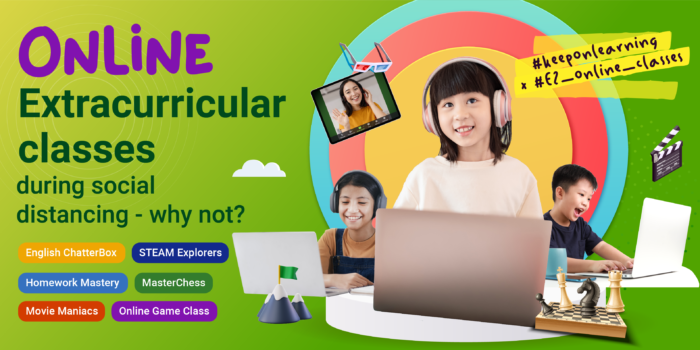 ONLINE
Extracurricular
classes
during social
distancing - why not?
English ChatterBox
STEAM Explorers
Homework Mastery
MasterChess
Movie Maniacs
Online Game Class
#keeponlearning
x #E2_online_classes